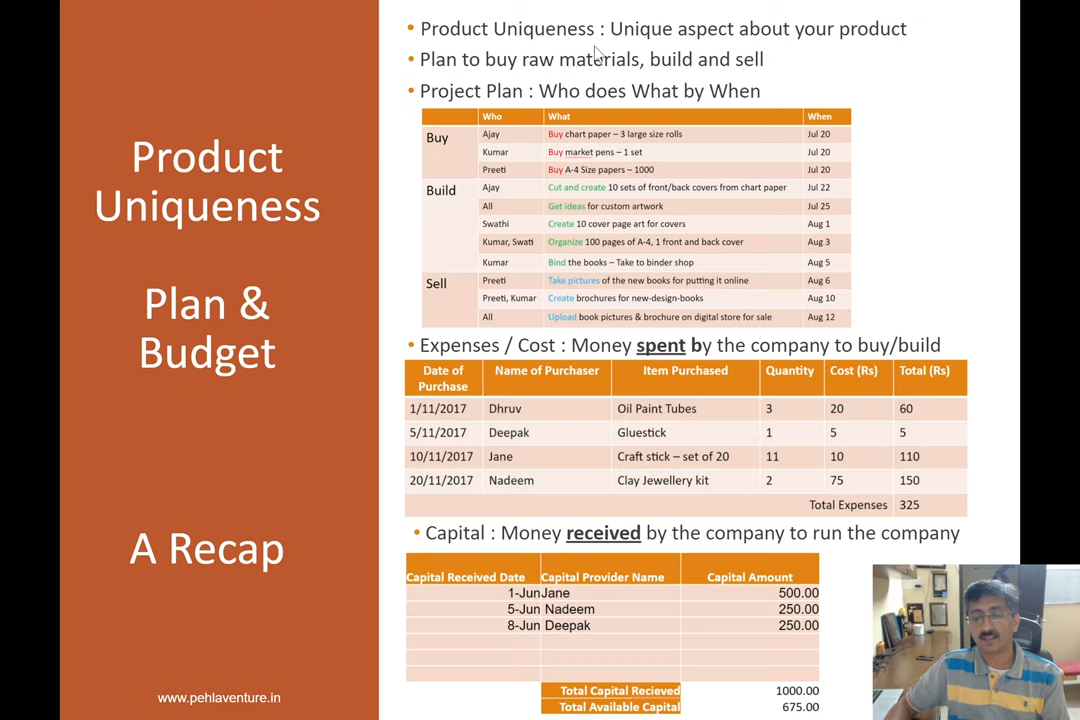 Product
Uniqueness
Plan &
Budget
A Recap
www.pehlaventure.in
• Product Uniqueness : Unique aspect about your product
• Plan to buy raw materials, build and sell
• Project Plan : Who does What by When
Who What When
Buy Ajay Buy chart paper – 3 large size rolls Jul 20
Kumar Buy market pens – 1 set Jul 20
Preeti Buy A-4 Size papers – 1000 Jul 20
Build Ajay Cut and create 10 sets of front/back covers from chart paper Jul 22
All Get ideas for custom artwork Jul 25
Swathi Create 10 cover page art for covers Aug 1
Kumar, Swati Organize 100 pages of A-4, 1 front and back cover Aug 3
Kumar Bind the books – Take to binder shop Aug 5
Sell Preeti Take pictures of the new books for putting it online Aug 6
Preeti, Kumar Create brochures for new-design-books Aug 10
All Upload book pictures & brochure on digital store for sale Aug 12
• Expenses / Cost : Money spent by the company to buy/build
Date of Purchase Name of Purchaser Item Purchased Quantity Cost (Rs) Total (Rs)
1/11/2017 Dhruv Oil Paint Tubes 3 20 60
5/11/2017 Deepak Gluestick 1 5 5
10/11/2017 Jane Craft stick – set of 20 11 10 110
20/11/2017 Nadeem Clay Jewellery kit 2 75 150
Total Expenses 325
• Capital : Money received by the company to run the company
Capital Received Date Capital Provider Name Capital Amount
1-Jun Jane 500.00
5-Jun Nadeem 250.00
8-Jun Deepak 250.00
Total Capital Recieved 1000.00
Total Available Capital 675.00